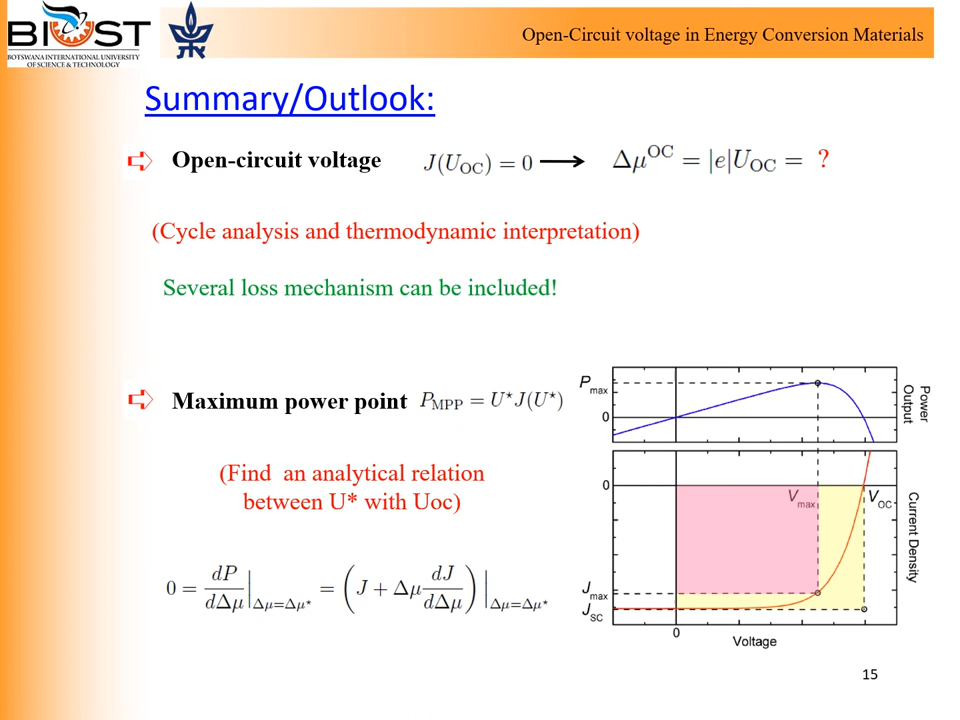 BIUST
BOTSWANA INTERNATIONAL UNIVERSITY
OF SCIENCE & TECHNOLOGY
Open-Circuit voltage in Energy Conversion Materials
Summary/Outlook:
➪ Open-circuit voltage J(U_OC) = 0 ⟶ Δμ^OC = |e|U_OC = ?
(Cycle analysis and thermodynamic interpretation)
Several loss mechanism can be included!
➪ Maximum power point P_MPP = U*J(U*)
(Find an analytical relation
between U* with Uoc)
0 = dP/dΔμ |_Δμ=Δμ* = (J + Δμ dJ/dΔμ) |_Δμ=Δμ*
P_max
0
Power
Output
0
V_max
V_OC
Current Density
J_max
J_SC
0
Voltage
15